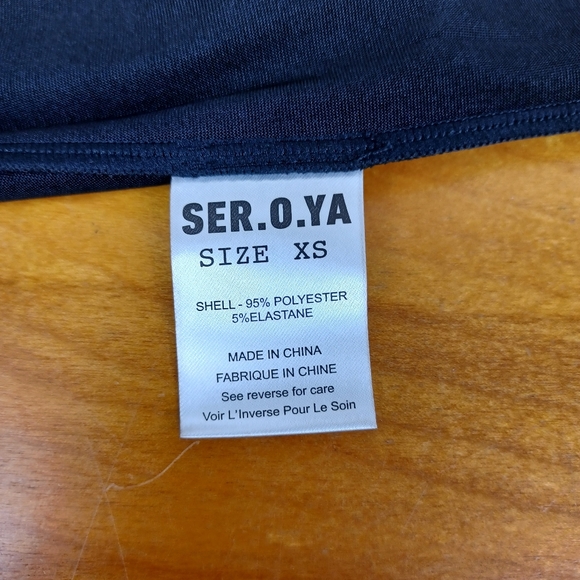 SER.O.YA
SIZE XS
SHELL - 95% POLYESTER
5%ELASTANE
MADE IN CHINA
FABRIQUE IN CHINE
See reverse for care
Voir L'Inverse Pour Le Soin